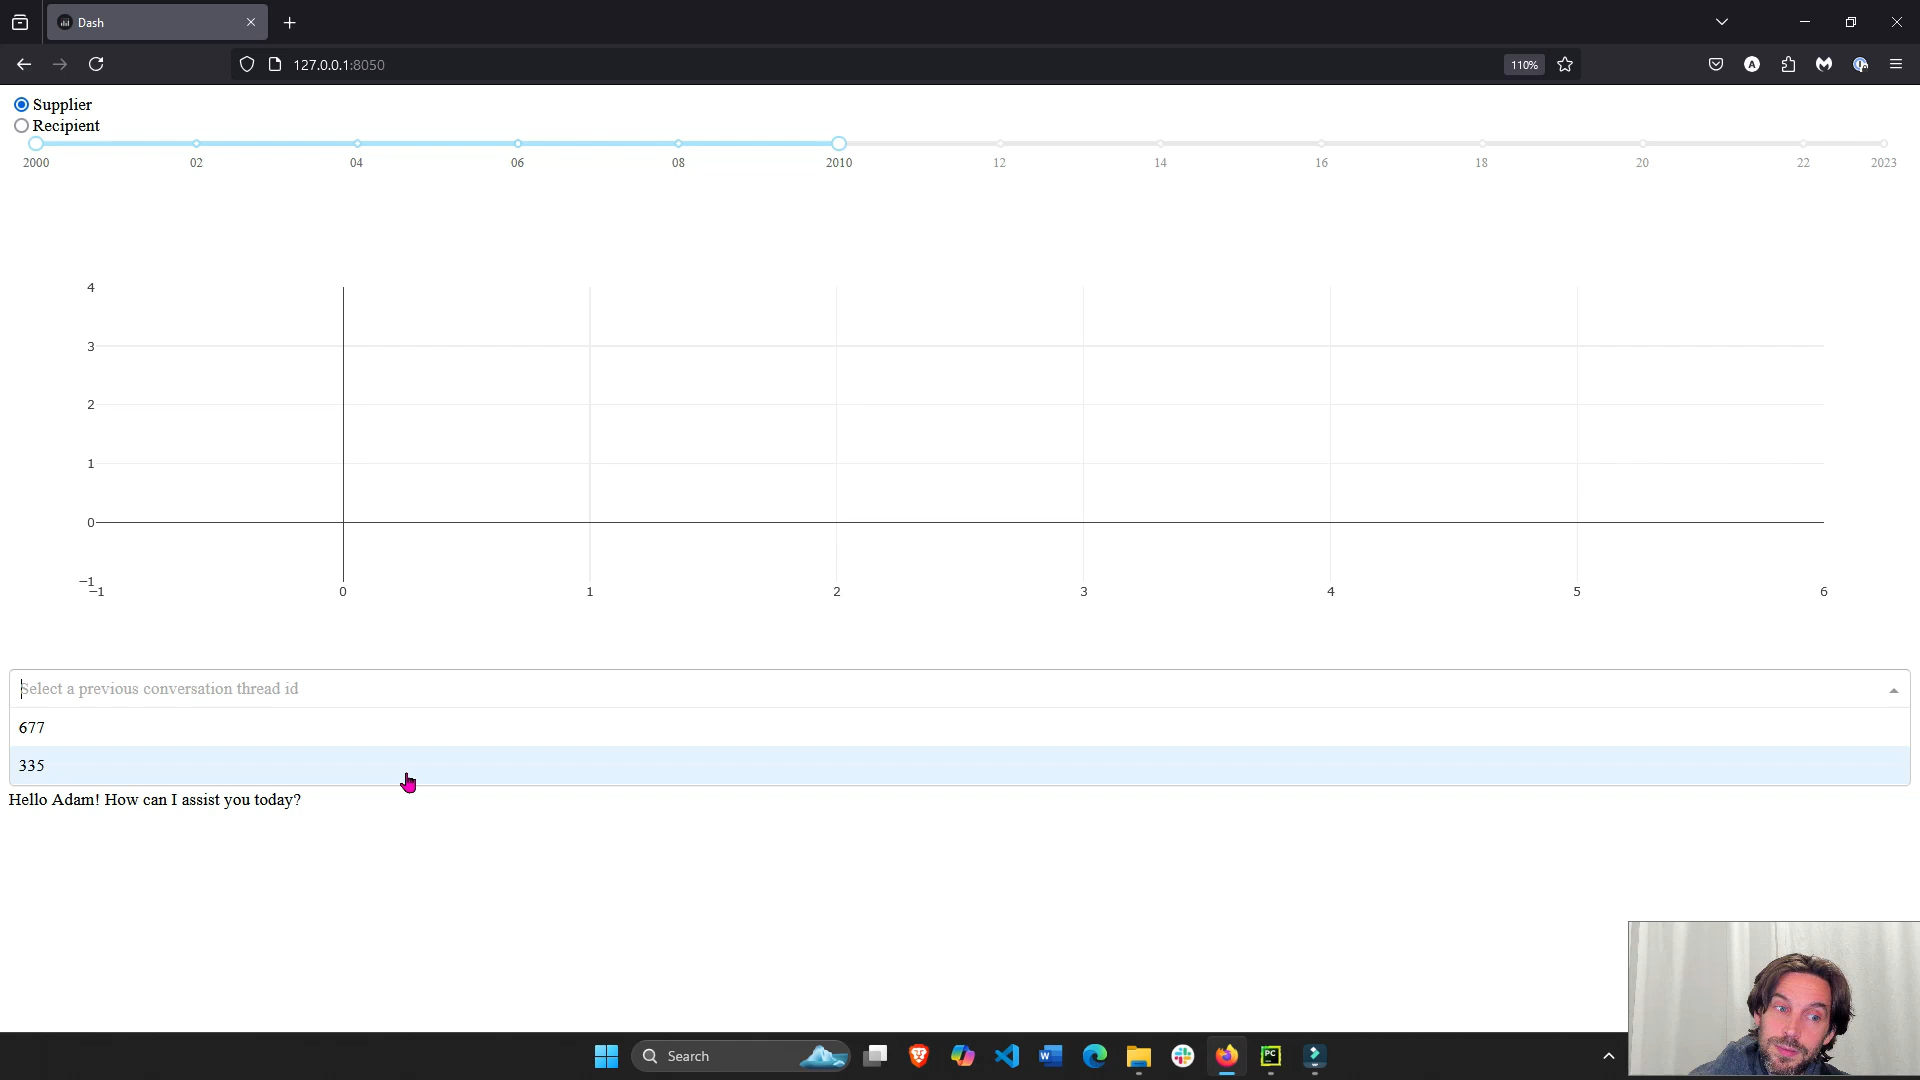 Dash
127.0.0.1:8050
110%
Supplier
Recipient
2000 02 04 06 08 2010 12 14 16 18 20 22 2023
4
3
2
1
0
−1
−1 0 1 2 3 4 5 6
Select a previous conversation thread id
677
335
Hello Adam! How can I assist you today?
Search